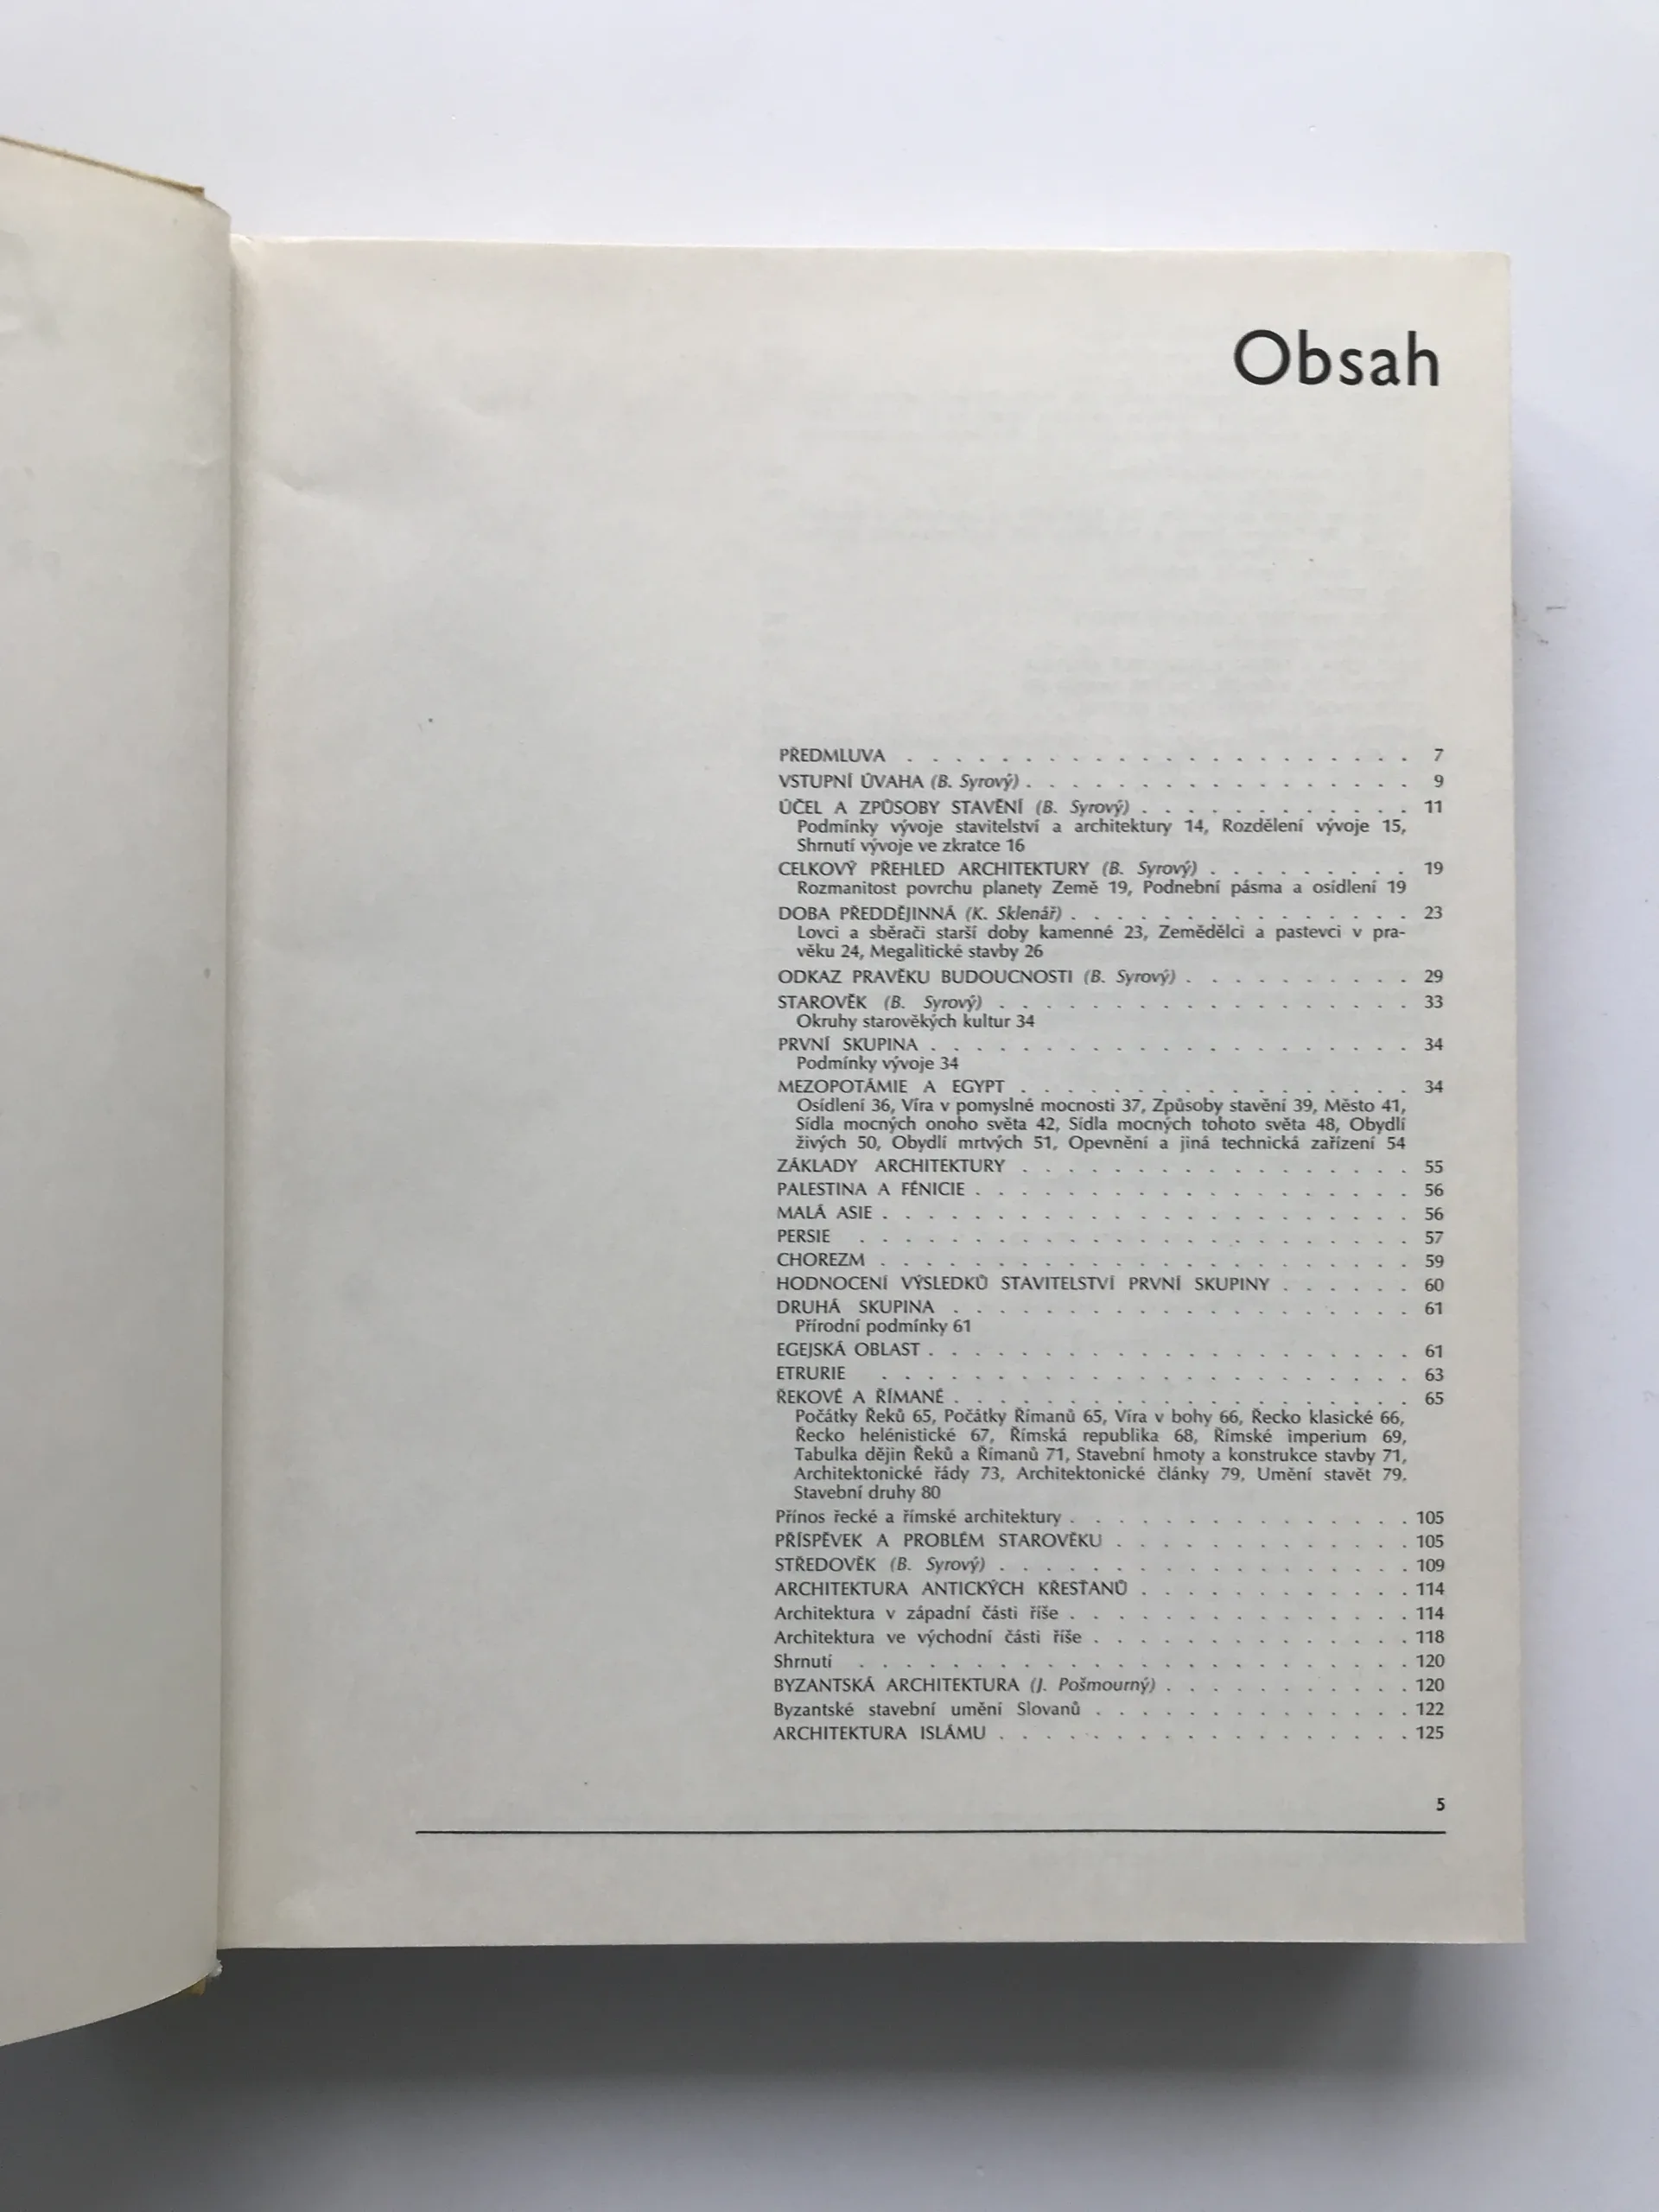 Obsah
PŘEDMLUVA . . . . . . . . . . . . . . . . . 7
VSTUPNÍ ÚVAHA (B. Syrový) . . . . . . . . . . . . . 9
ÚČEL A ZPŮSOBY STAVĚNÍ (B. Syrový) . . . . . . . . . . 11
Podmínky vývoje stavitelství a architektury 14, Rozdělení vývoje 15,
Shrnutí vývoje ve zkratce 16
CELKOVÝ PŘEHLED ARCHITEKTURY (B. Syrový) . . . . . . . 19
Rozmanitost povrchu planety Země 19, Podnební pásma a osídlení 19
DOBA PŘEDDĚJINNÁ (K. Sklenář) . . . . . . . . . . . . 23
Lovci a sběrači starší doby kamenné 23, Zemědělci a pastevci v pra-
věku 24, Megalitické stavby 26
ODKAZ PRAVĚKU BUDOUCNOSTI (B. Syrový) . . . . . . . . 29
STAROVĚK (B. Syrový) . . . . . . . . . . . . . . 33
Okruhy starověkých kultur 34
PRVNÍ SKUPINA . . . . . . . . . . . . . . . . 34
Podmínky vývoje 34
MEZOPOTÁMIE A EGYPT . . . . . . . . . . . . . 34
Osídlení 36, Víra v pomyslné mocnosti 37, Způsoby stavění 39, Město 41,
Sídla mocných onoho světa 42, Sídla mocných tohoto světa 48, Obydlí
živých 50, Obydlí mrtvých 51, Opevnění a jiná technická zařízení 54
ZÁKLADY ARCHITEKTURY . . . . . . . . . . . . . 55
PALESTINA A FÉNICIE . . . . . . . . . . . . . . 56
MALÁ ASIE . . . . . . . . . . . . . . . . . . 56
PERSIE . . . . . . . . . . . . . . . . . . 57
CHOREZM . . . . . . . . . . . . . . . . . . 59
HODNOCENÍ VÝSLEDKŮ STAVITELSTVÍ PRVNÍ SKUPINY . . . . . 60
DRUHÁ SKUPINA . . . . . . . . . . . . . . . . 61
Přírodní podmínky 61
EGEJSKÁ OBLAST . . . . . . . . . . . . . . . . 61
ETRURIE . . . . . . . . . . . . . . . . . . 63
ŘEKOVÉ A ŘÍMANÉ . . . . . . . . . . . . . . . 65
Počátky Řeků 65, Počátky Římanů 65, Víra v bohy 66, Řecko klasické 66,
Řecko helénistické 67, Římská republika 68, Římské imperium 69,
Tabulka dějin Řeků a Římanů 71, Stavební hmoty a konstrukce stavby 71,
Architektonické řády 73, Architektonické články 79, Umění stavět 79.
Stavební druhy 80
Přínos řecké a římské architektury . . . . . . . . . . . . 105
PŘÍSPĚVEK A PROBLÉM STAROVĚKU . . . . . . . . . . 105
STŘEDOVĚK (B. Syrový) . . . . . . . . . . . . . . 109
ARCHITEKTURA ANTICKÝCH KŘESŤANŮ . . . . . . . . . 114
Architektura v západní části říše . . . . . . . . . . . . 114
Architektura ve východní části říše . . . . . . . . . . . 118
Shrnutí . . . . . . . . . . . . . . . . . . 120
BYZANTSKÁ ARCHITEKTURA (J. Pošmourný) . . . . . . . . . 120
Byzantské stavební umění Slovanů . . . . . . . . . . . 122
ARCHITEKTURA ISLÁMU . . . . . . . . . . . . . . 125
5